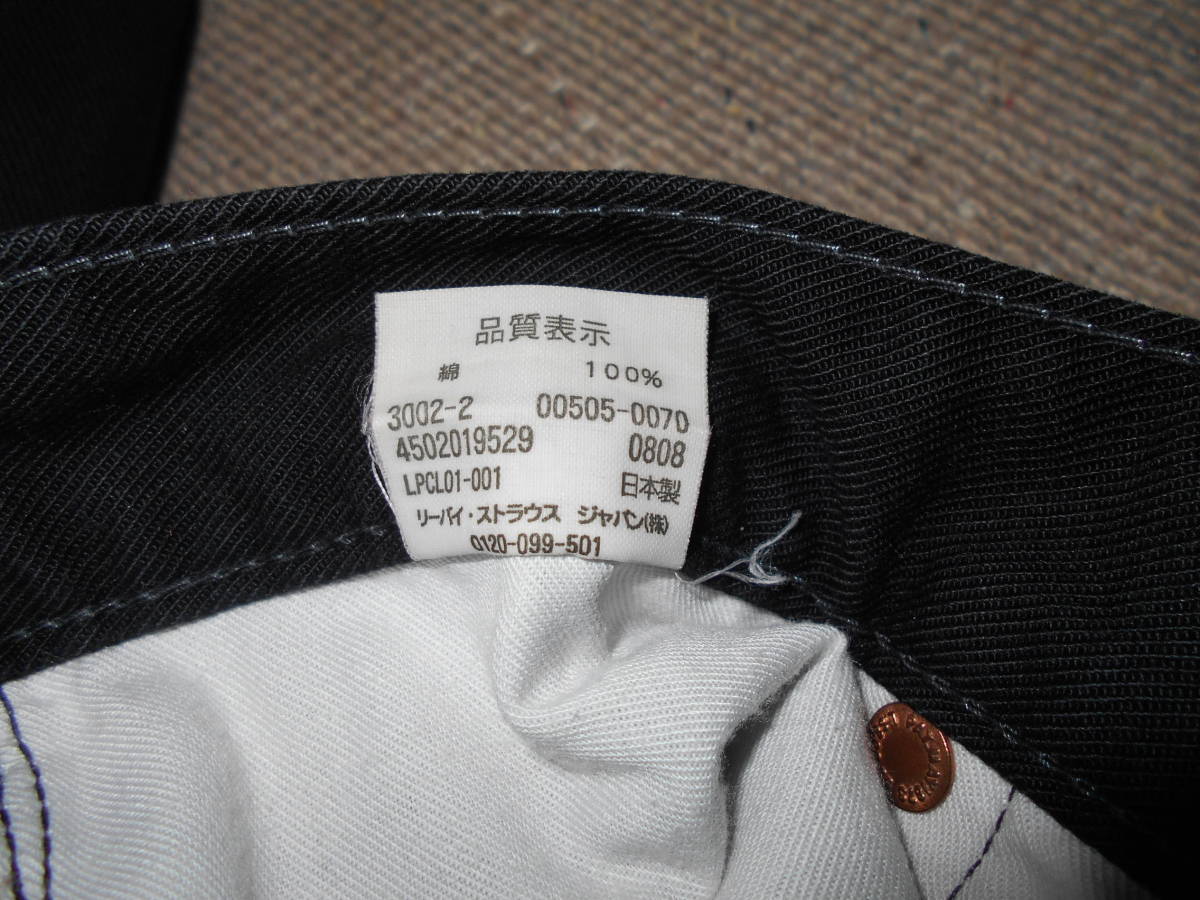 品質表示
綿 100%
3002-2 00505-0070
4502019529 0808
LPCL01-001 日本製
リーバイ・ストラウス ジャパン(株)
0120-099-501